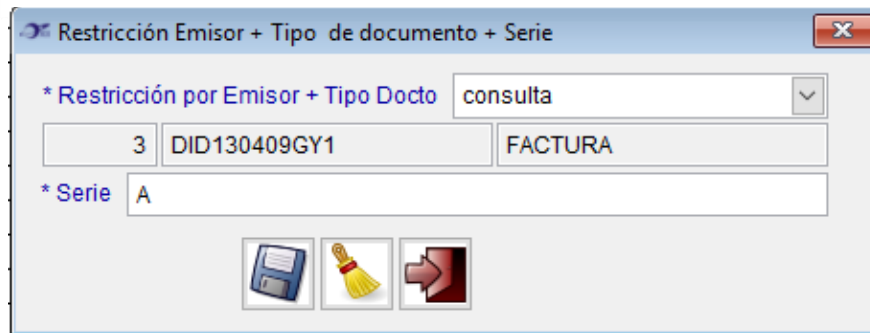 Restricción Emisor + Tipo de documento + Serie
* Restricción por Emisor + Tipo Docto consulta
3 DID130409GY1 FACTURA
* Serie A